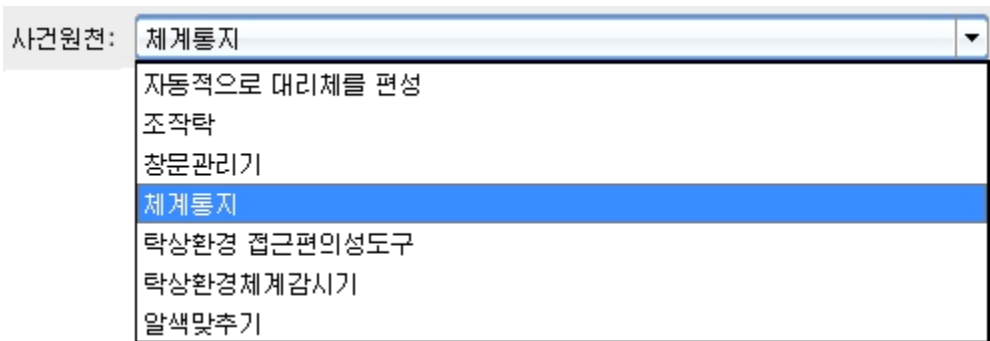 사건원천: 체계통지
자동적으로 대리체를 편성
조작탁
창문관리기
체계통지
탁상환경 접근편의성도구
탁상환경체계감시기
알색맞추기